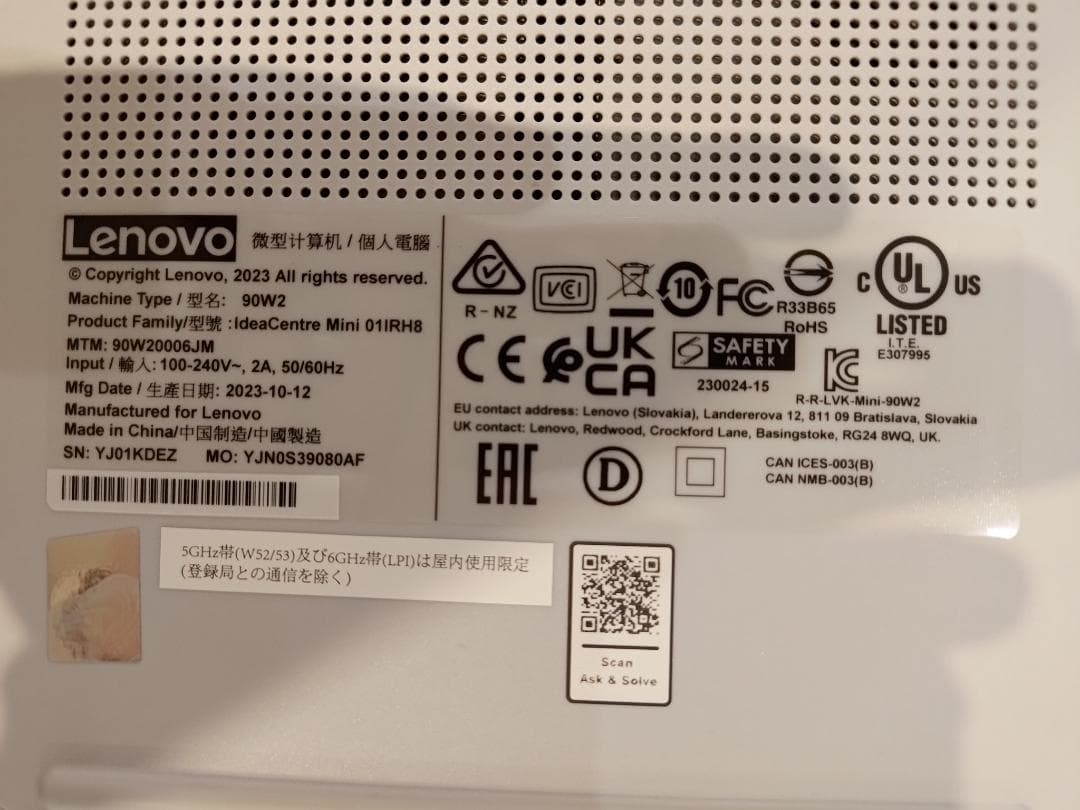 Lenovo 微型计算机 / 個人電腦
© Copyright Lenovo, 2023 All rights reserved.
Machine Type / 型名: 90W2
Product Family/型號 :IdeaCentre Mini 01IRH8
MTM: 90W20006JM
Input / 輸入: 100-240V~, 2A, 50/60Hz
Mfg Date / 生產日期: 2023-10-12
Manufactured for Lenovo
Made in China/中国制造/中國製造
SN: YJ01KDEZ MO: YJN0S39080AF
R-NZ
VCI
10
FC
R33B65
RoHS
C UL US
®
LISTED
I.T.E.
E307995
CE
UK
CA
SAFETY
MARK
230024-15
KC
R-R-LVK-Mini-90W2
EU contact address: Lenovo (Slovakia), Landererova 12, 811 09 Bratislava, Slovakia
UK contact: Lenovo, Redwood, Crockford Lane, Basingstoke, RG24 8WQ, UK.
EAC
D
CAN ICES-003(B)
CAN NMB-003(B)
5GHz帯(W52/53)及び6GHz帯(LPI)は屋内使用限定
(登録局との通信を除く)
Scan
Ask & Solve